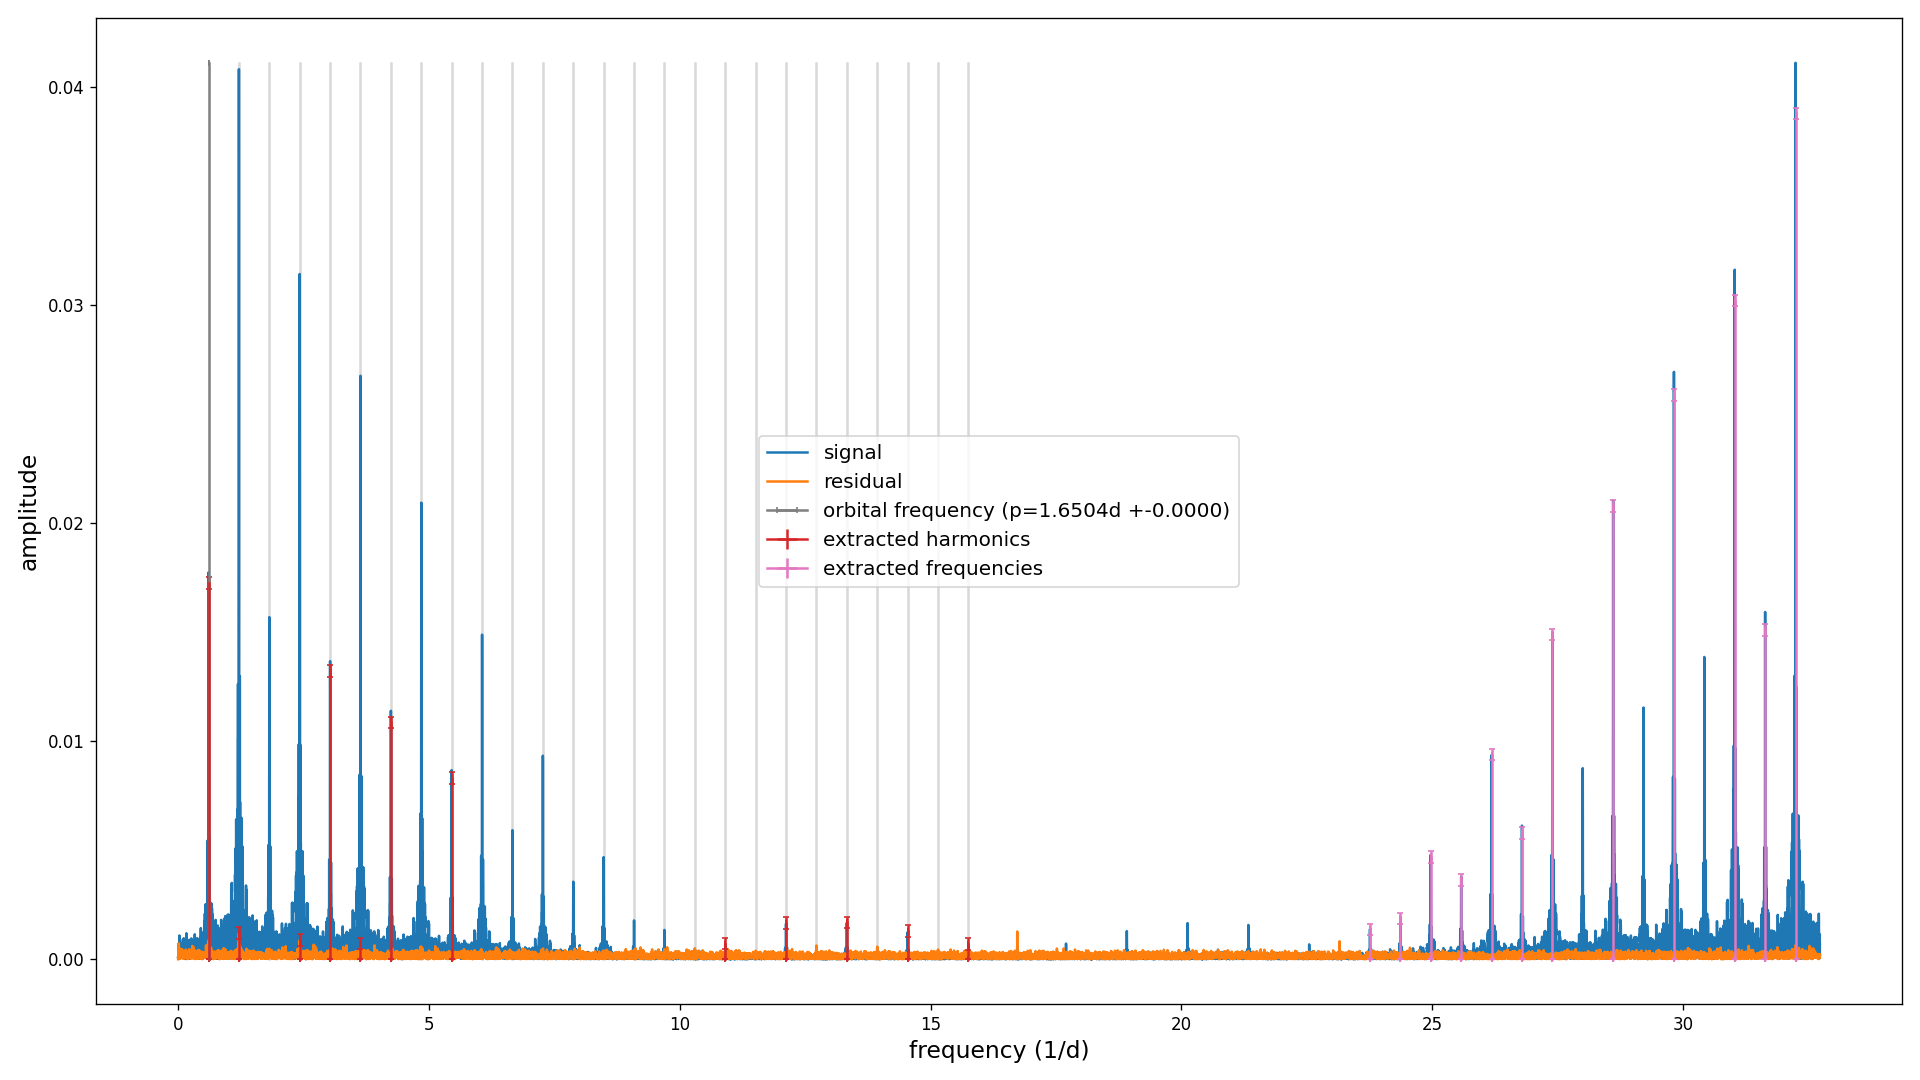 0.04
0.03
0.02
0.01
0.00
amplitude
signal
residual
orbital frequency (p=1.6504d +-0.0000)
extracted harmonics
extracted frequencies
0 5 10 15 20 25 30
frequency (1/d)